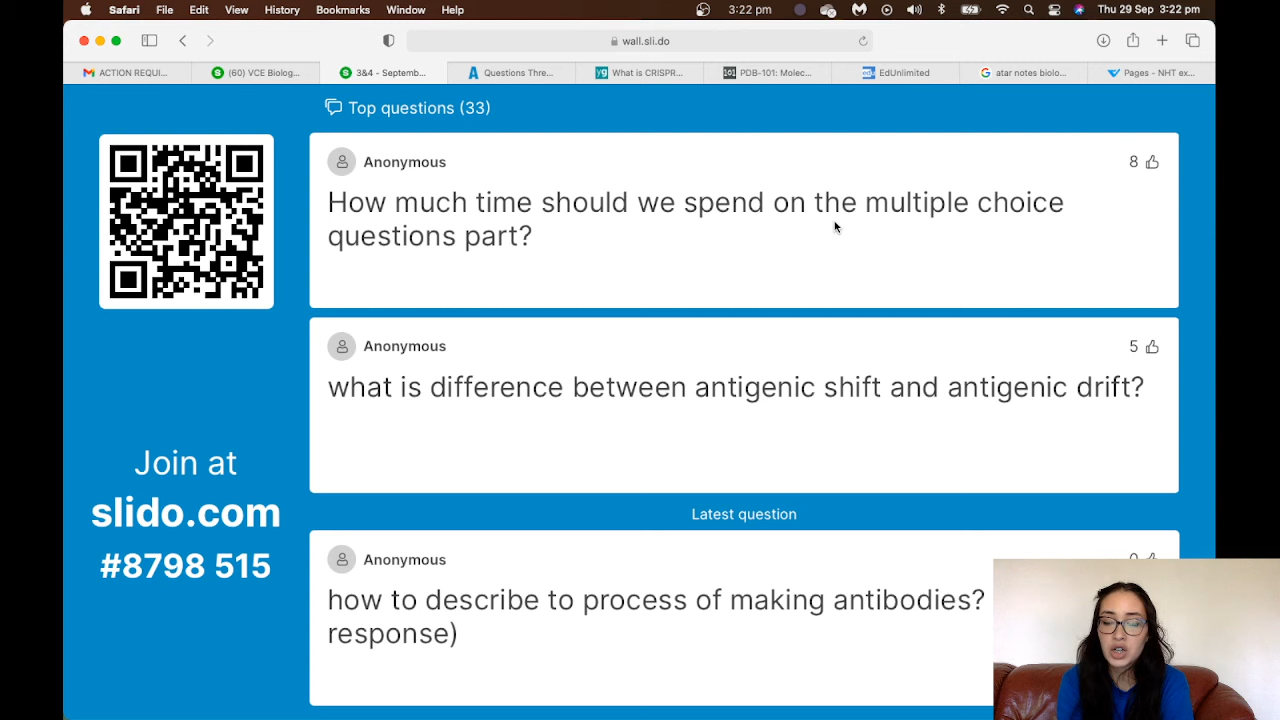 Safari File Edit View History Bookmarks Window Help 3:22 pm Thu 29 Sep 3:22 pm
wall.sli.do
ACTION REQUI... (60) VCE Biolog... 3&4 - Septemb... Questions Thre... What is CRISPR... PDB-101: Molec... EdUnlimited atar notes biolo... Pages - NHT ex...
Top questions (33)
Anonymous 8
How much time should we spend on the multiple choice
questions part?
Anonymous 5
what is difference between antigenic shift and antigenic drift?
Join at
slido.com
#8798 515
Latest question
Anonymous
how to describe to process of making antibodies?
response)